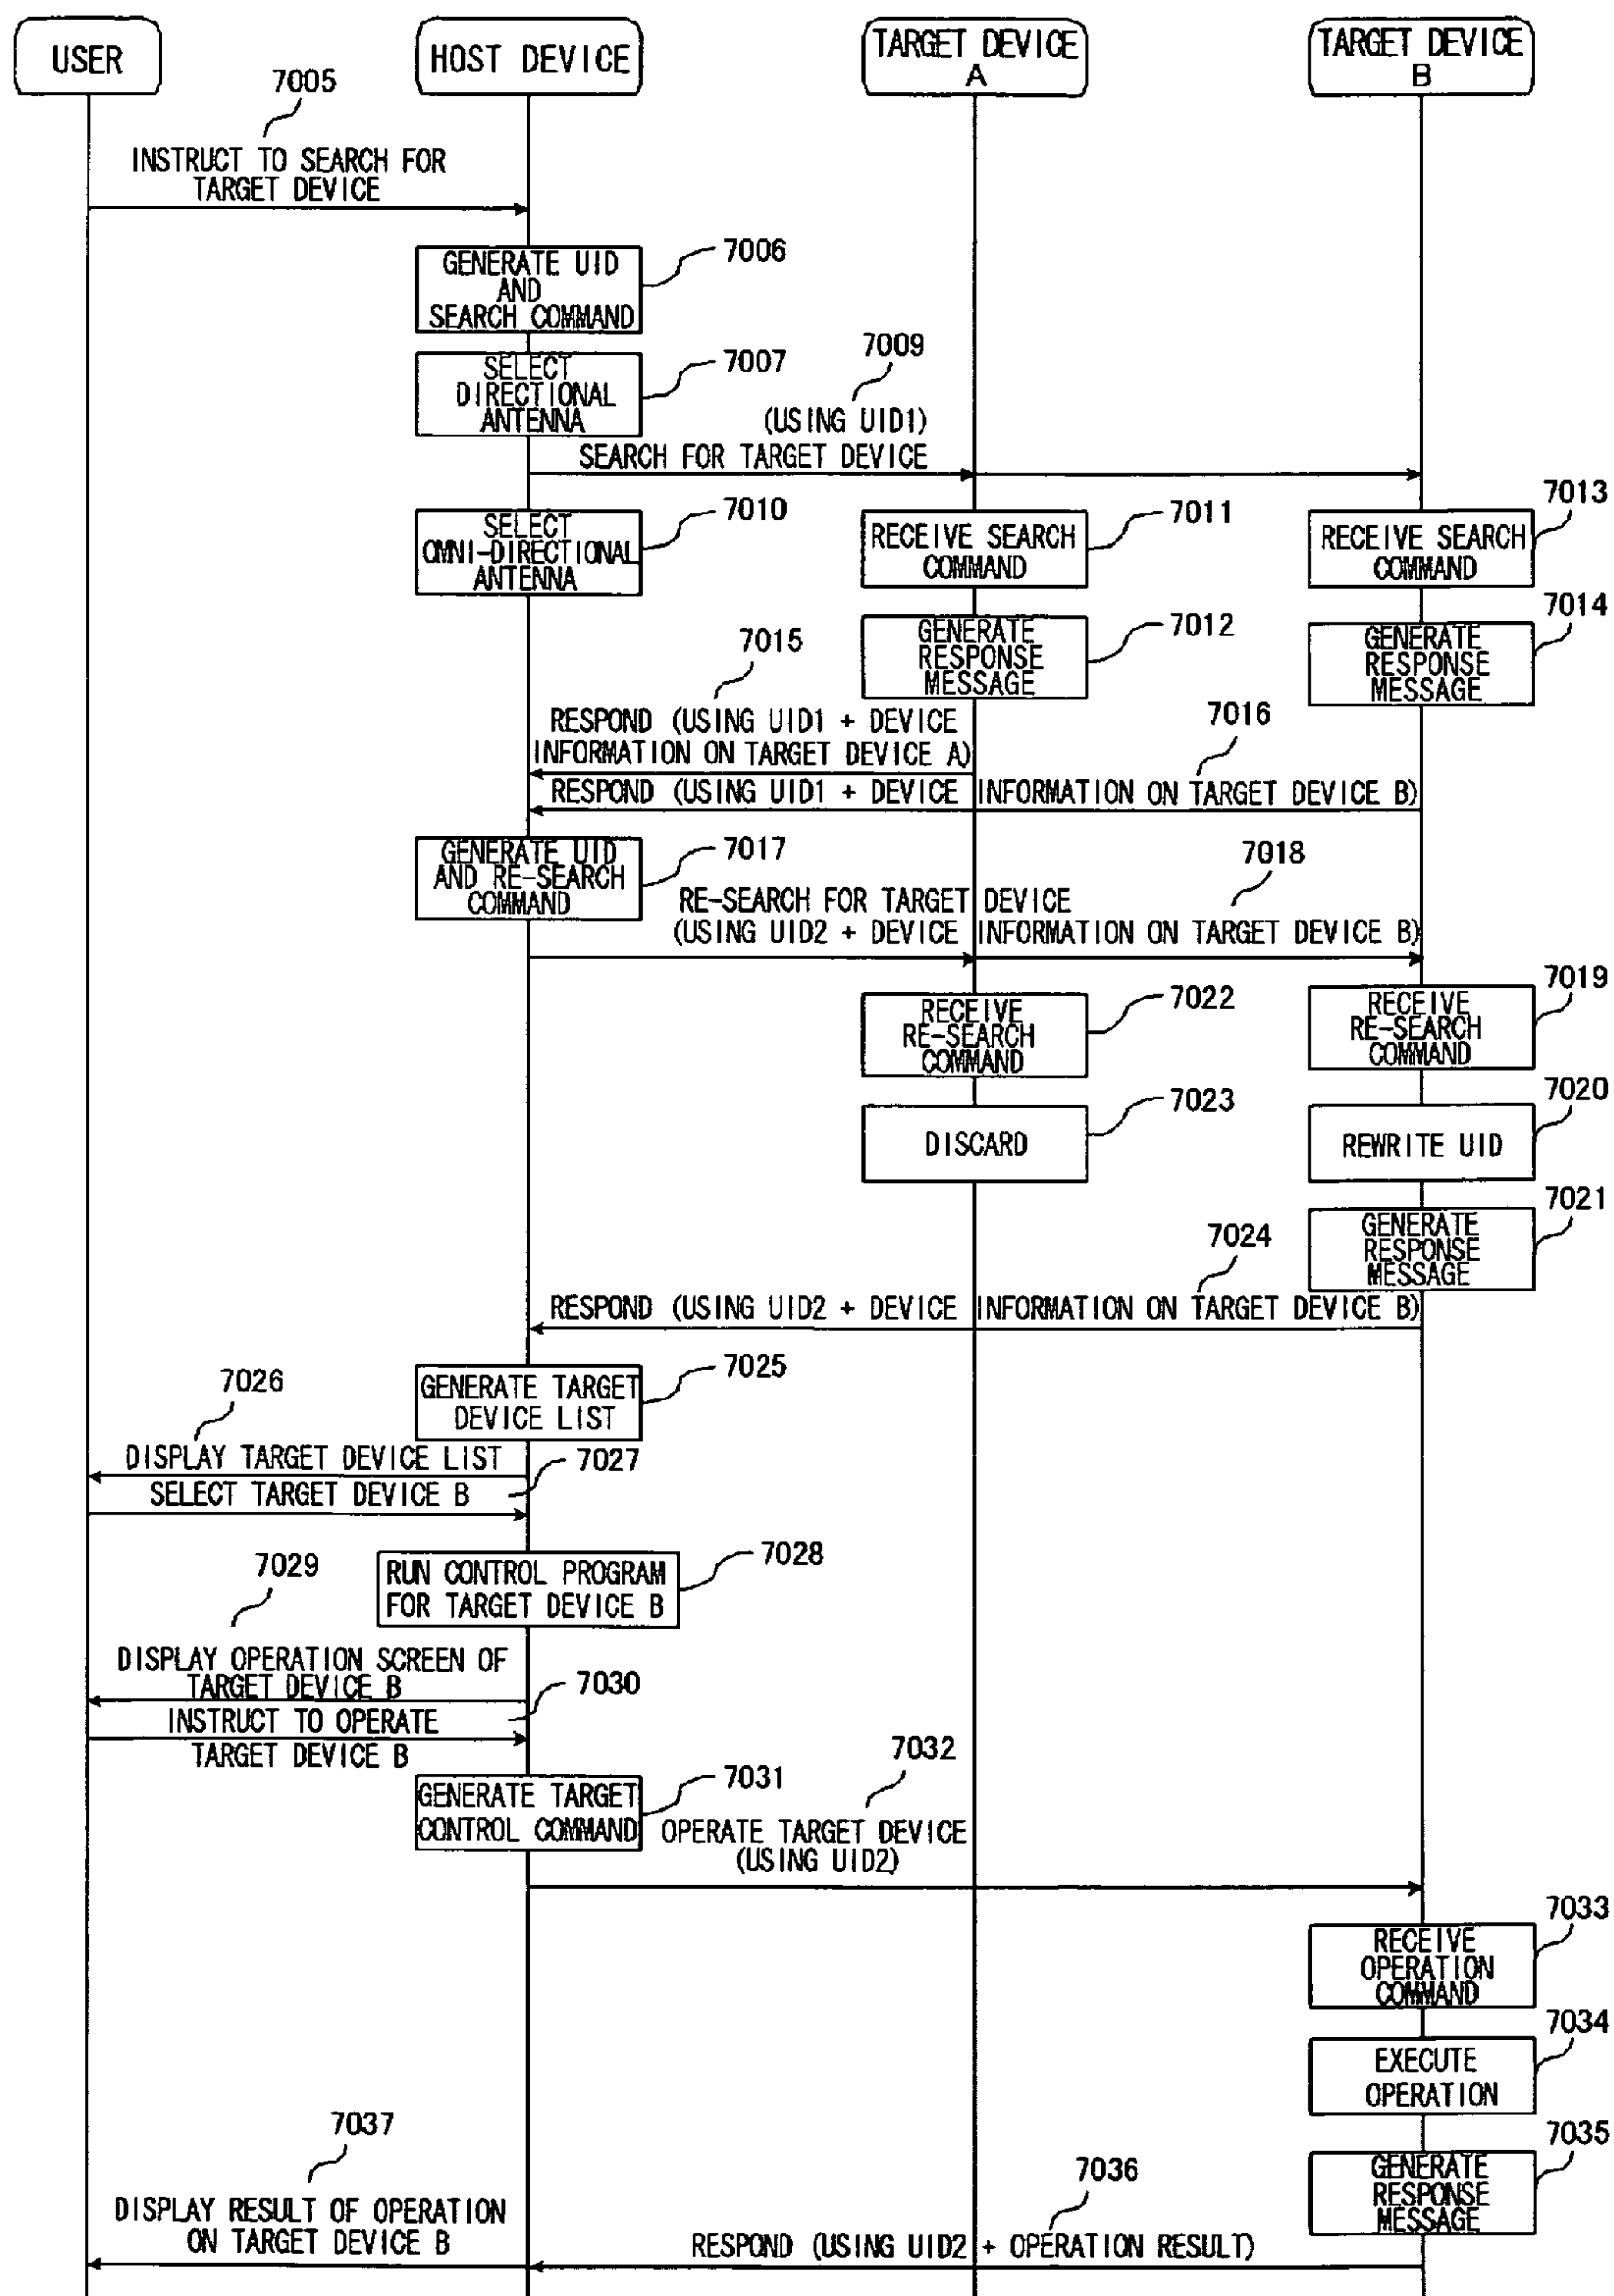 USER
HOST DEVICE
TARGET DEVICE
A
TARGET DEVICE
B
7005
INSTRUCT TO SEARCH FOR
TARGET DEVICE
GENERATE UID
AND
SEARCH COMMAND
7006
SELECT
DIRECTIONAL
ANTENNA
7007
7009
(USING UID1)
SEARCH FOR TARGET DEVICE
SELECT
OMNI-DIRECTIONAL
ANTENNA
7010
RECEIVE SEARCH
COMMAND
7011
RECEIVE SEARCH
COMMAND
7013
GENERATE
RESPONSE
MESSAGE
7012
GENERATE
RESPONSE
MESSAGE
7014
7015
RESPOND (USING UID1 + DEVICE
INFORMATION ON TARGET DEVICE A)
7016
RESPOND (USING UID1 + DEVICE INFORMATION ON TARGET DEVICE B)
GENERATE UID
AND RE-SEARCH
COMMAND
7017
7018
RE-SEARCH FOR TARGET DEVICE
(USING UID2 + DEVICE INFORMATION ON TARGET DEVICE B)
RECEIVE
RE-SEARCH
COMMAND
7022
RECEIVE
RE-SEARCH
COMMAND
7019
DISCARD
7023
REWRITE UID
7020
GENERATE
RESPONSE
MESSAGE
7021
7024
RESPOND (USING UID2 + DEVICE INFORMATION ON TARGET DEVICE B)
GENERATE TARGET
DEVICE LIST
7025
7026
DISPLAY TARGET DEVICE LIST
7027
SELECT TARGET DEVICE B
RUN CONTROL PROGRAM
FOR TARGET DEVICE B
7028
7029
DISPLAY OPERATION SCREEN OF
TARGET DEVICE B
7030
INSTRUCT TO OPERATE
TARGET DEVICE B
GENERATE TARGET
CONTROL COMMAND
7031
7032
OPERATE TARGET DEVICE
(USING UID2)
RECEIVE
OPERATION
COMMAND
7033
EXECUTE
OPERATION
7034
GENERATE
RESPONSE
MESSAGE
7035
7036
RESPOND (USING UID2 + OPERATION RESULT)
7037
DISPLAY RESULT OF OPERATION
ON TARGET DEVICE B